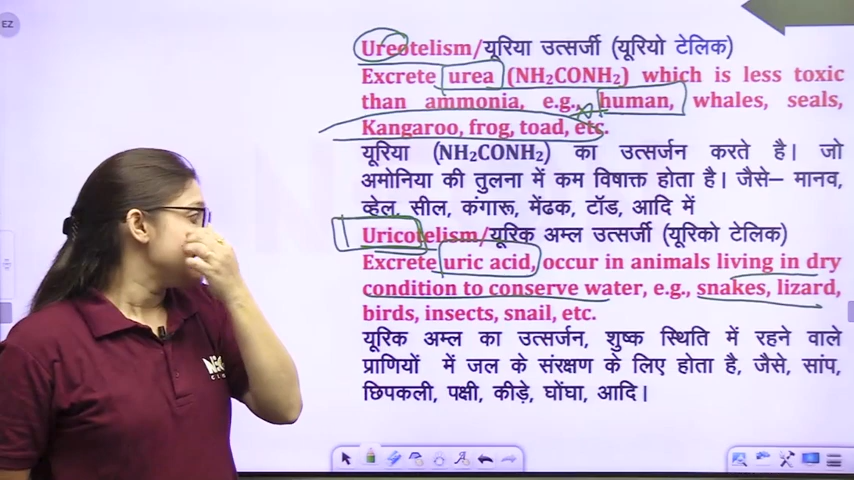 EZ
Ureotelism/यूरिया उत्सर्जी (यूरियो टेलिक)
Excrete urea (NH₂CONH₂) which is less toxic
than ammonia, e.g., human, whales, seals,
Kangaroo, frog, toad, etc.
यूरिया (NH₂CONH₂) का उत्सर्जन करते है। जो
अमोनिया की तुलना में कम विषाक्त होता है। जैसे– मानव,
व्हेल, सील, कंगारू, मेंढक, टॉड, आदि में
Uricotelism/यूरिक अम्ल उत्सर्जी (यूरिको टेलिक)
Excrete uric acid, occur in animals living in dry
condition to conserve water, e.g., snakes, lizard,
birds, insects, snail, etc.
यूरिक अम्ल का उत्सर्जन, शुष्क स्थिति में रहने वाले
प्राणियों में जल के संरक्षण के लिए होता है, जैसे, सांप,
छिपकली, पक्षी, कीड़े, घोंघा, आदि।